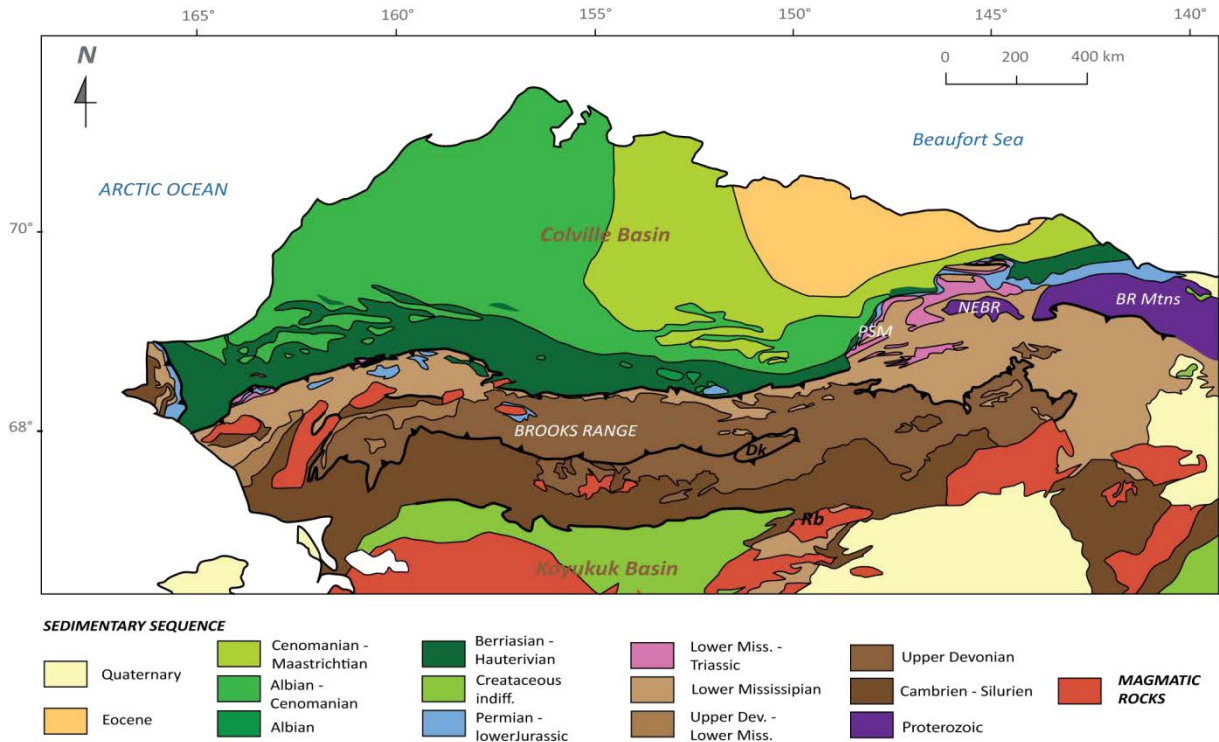 165°
160°
155°
150°
145°
140°
N
0 200 400 km
Beaufort Sea
ARCTIC OCEAN
70°
Colville Basin
BR Mtns
NEBR
PSM
68°
BROOKS RANGE
Dk
Rb
Koyukuk Basin
SEDIMENTARY SEQUENCE
Quaternary
Eocene
Cenomanian -
Maastrichtian
Albian -
Cenomanian
Albian
Berriasian -
Hauterivian
Creataceous
indiff.
Permian -
lowerJurassic
Lower Miss. -
Triassic
Lower Mississipian
Upper Dev. -
Lower Miss.
Upper Devonian
Cambrien - Silurien
Proterozoic
MAGMATIC
ROCKS